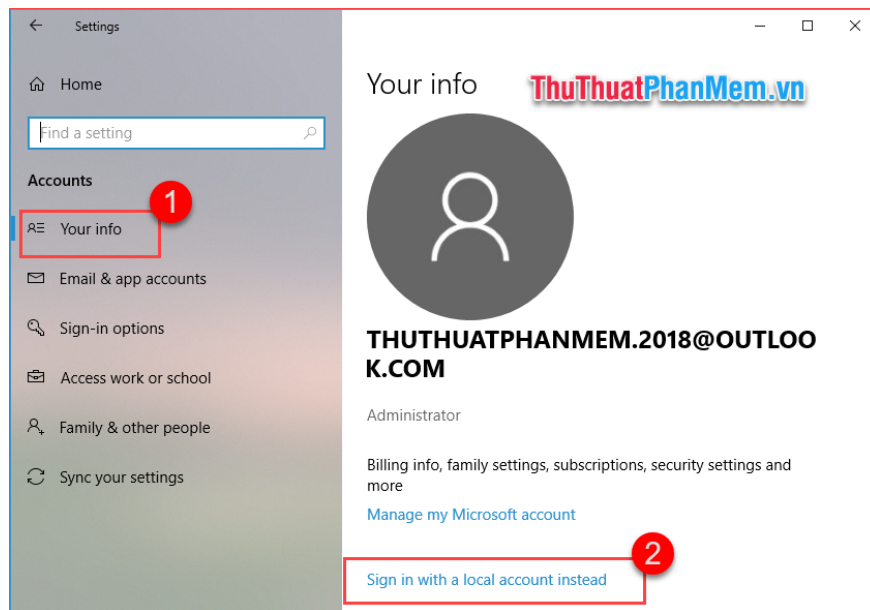 Settings
Home
Find a setting
Accounts
1
Your info
Email & app accounts
Sign-in options
Access work or school
Family & other people
Sync your settings
Your info
ThuThuatPhanMem.vn
THUTHUATPHANMEM.2018@OUTLOO
K.COM
Administrator
Billing info, family settings, subscriptions, security settings and
more
Manage my Microsoft account
2
Sign in with a local account instead